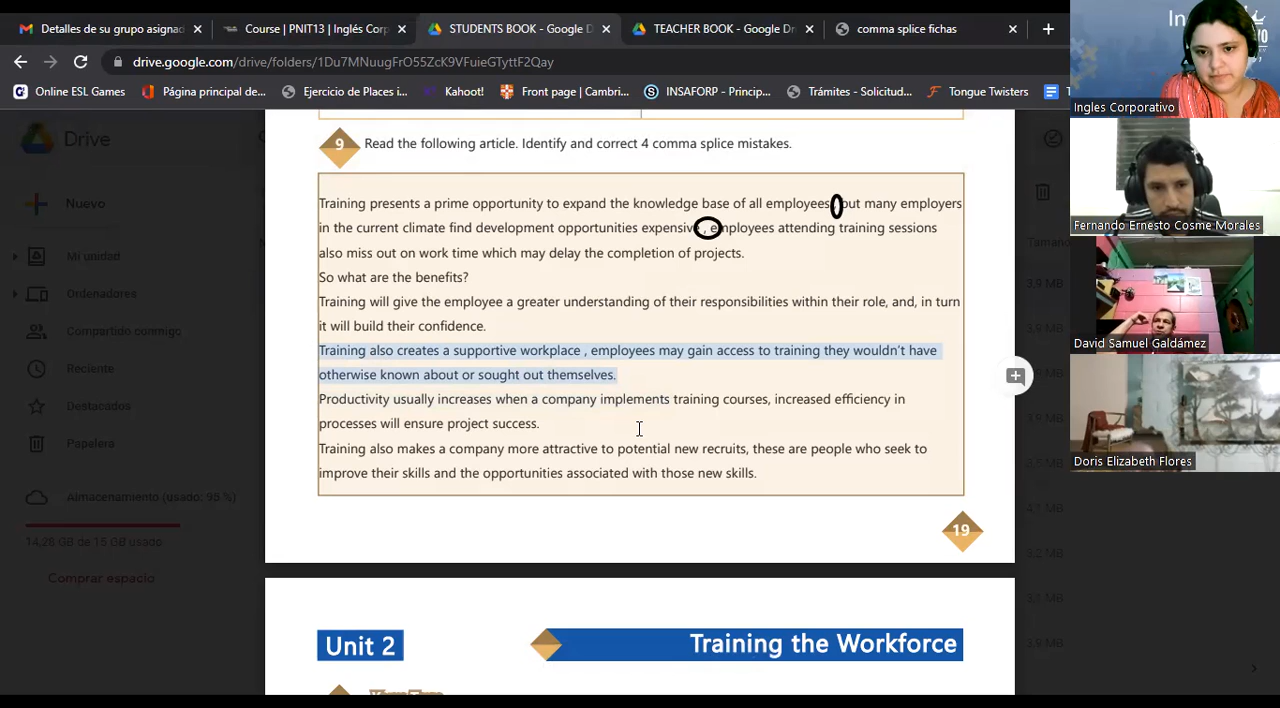 Detalles de su grupo asignad
Course | PNIT13 | Inglés Corp
STUDENTS BOOK - Google D
TEACHER BOOK - Google Dr
comma splice fichas
drive.google.com/drive/folders/1Du7MNuugFrO55ZcK9VFuieGTyttF2Qay
Online ESL Games
Página principal de...
Ejercicio de Places i...
Kahoot!
Front page | Cambri...
INSAFORP - Princip...
Trámites - Solicitud...
Tongue Twisters
Drive
Nuevo
Mi unidad
Ordenadores
Compartido conmigo
Reciente
Destacados
Papelera
Almacenamiento (usado: 95 %)
14,28 GB de 15 GB usado
Comprar espacio
9 Read the following article. Identify and correct 4 comma splice mistakes.
Training presents a prime opportunity to expand the knowledge base of all employees, but many employers
in the current climate find development opportunities expensive , employees attending training sessions
also miss out on work time which may delay the completion of projects.
So what are the benefits?
Training will give the employee a greater understanding of their responsibilities within their role, and, in turn
it will build their confidence.
Training also creates a supportive workplace , employees may gain access to training they wouldn't have
otherwise known about or sought out themselves.
Productivity usually increases when a company implements training courses, increased efficiency in
processes will ensure project success.
Training also makes a company more attractive to potential new recruits, these are people who seek to
improve their skills and the opportunities associated with those new skills.
19
Unit 2
Training the Workforce
Ingles Corporativo
Fernando Ernesto Cosme Morales
David Samuel Galdámez
Doris Elizabeth Flores